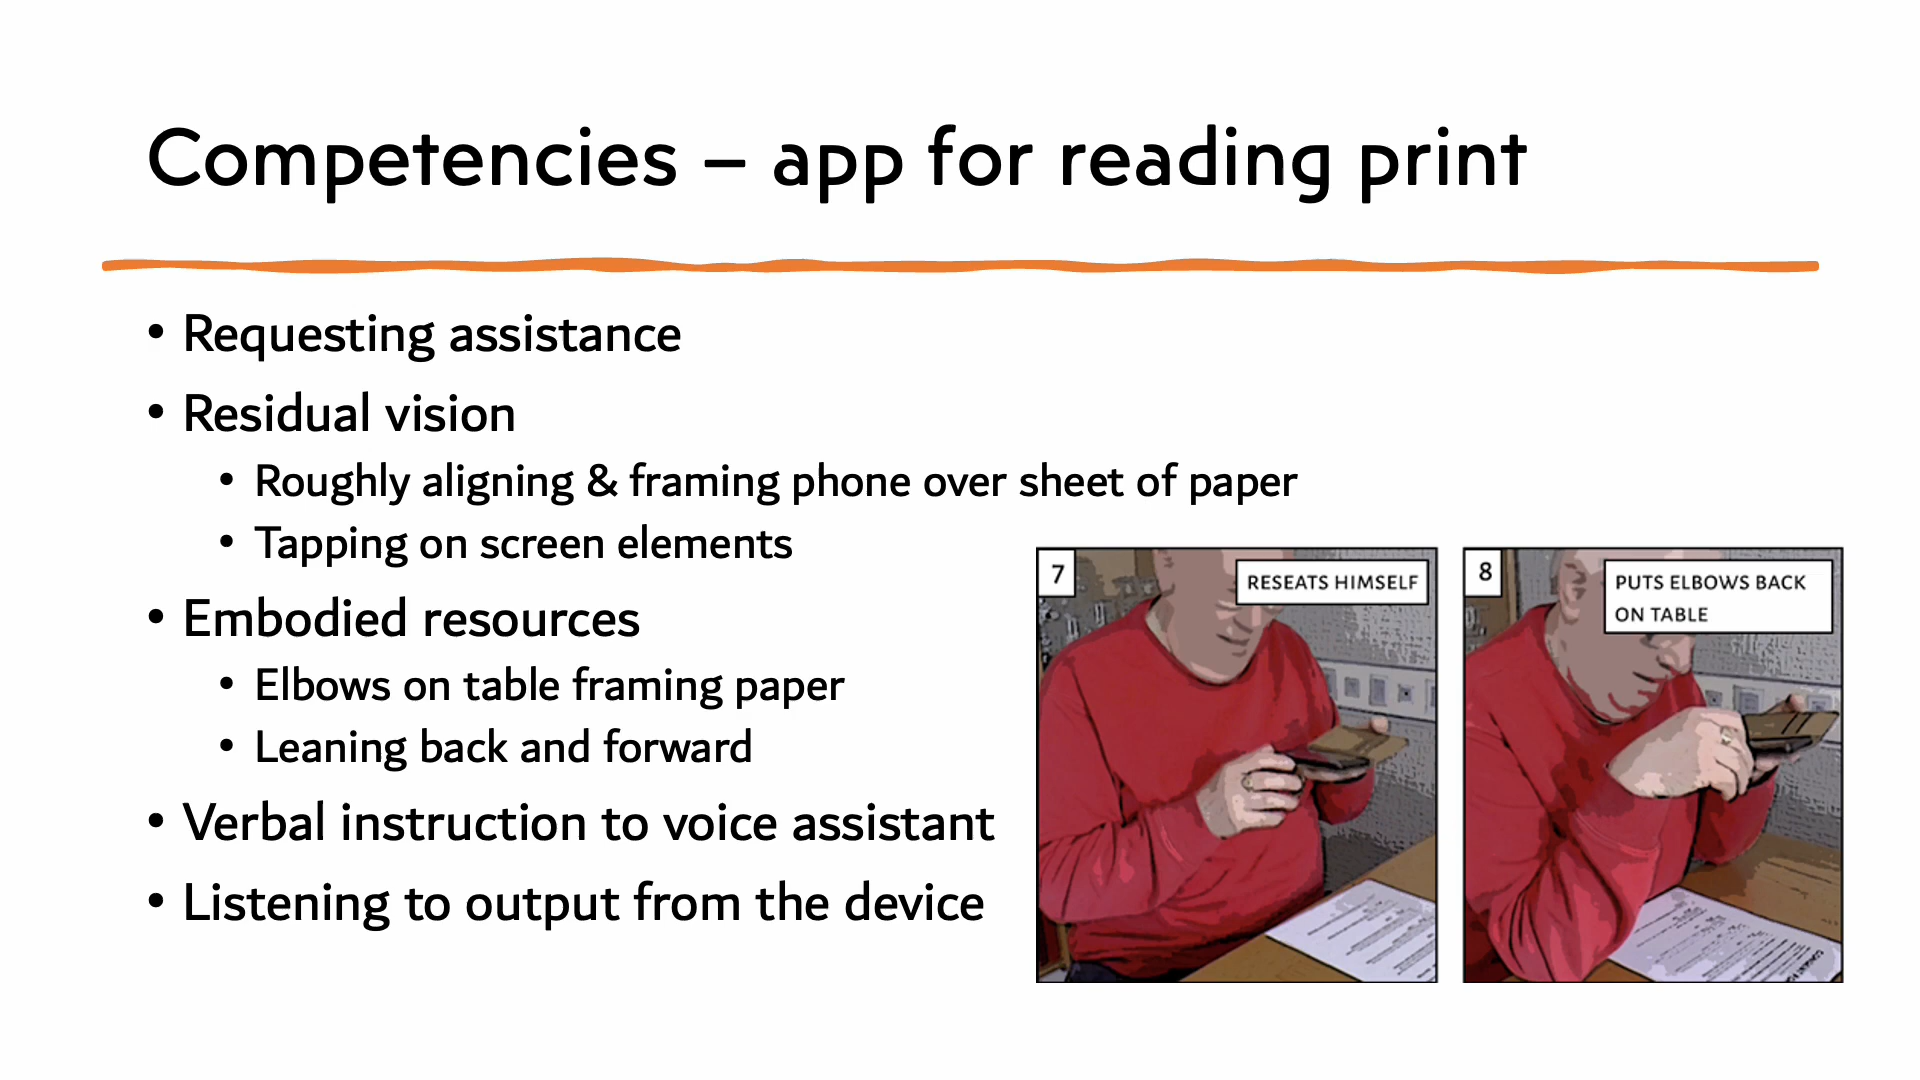 Competencies – app for reading print
• Requesting assistance
• Residual vision
• Roughly aligning & framing phone over sheet of paper
• Tapping on screen elements
• Embodied resources
• Elbows on table framing paper
• Leaning back and forward
• Verbal instruction to voice assistant
• Listening to output from the device
7
RESEATS HIMSELF
8
PUTS ELBOWS BACK
ON TABLE